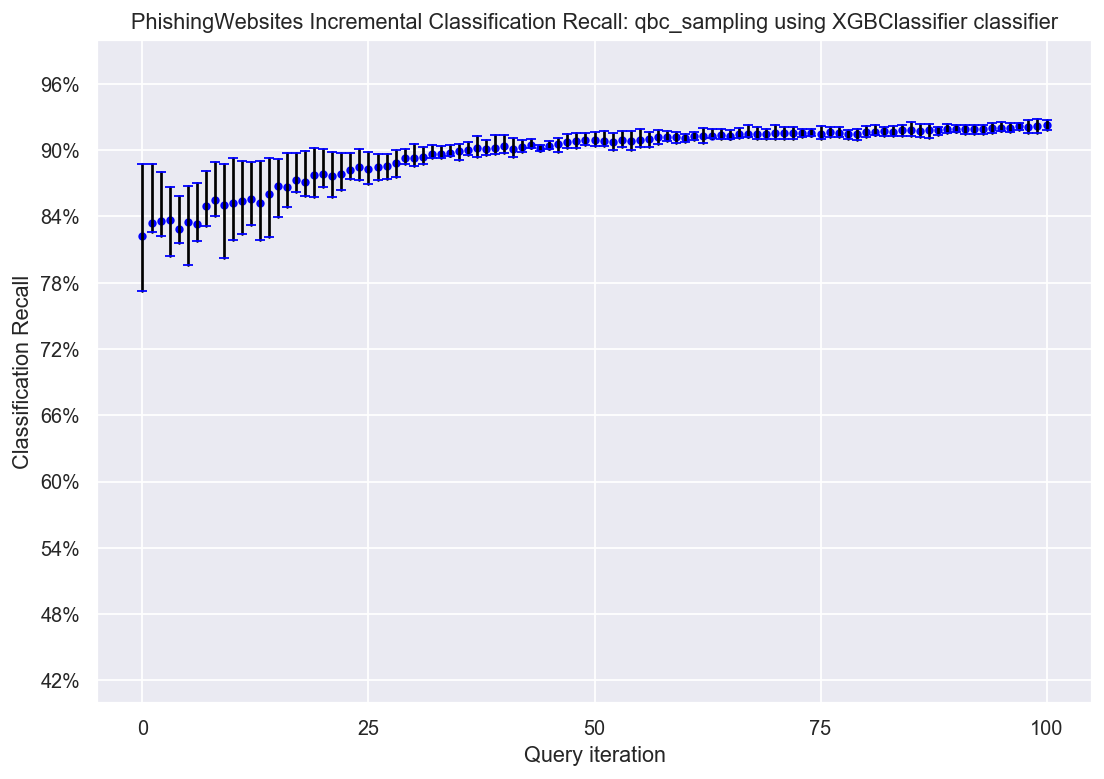 PhishingWebsites Incremental Classification Recall: qbc_sampling using XGBClassifier classifier
96%
90%
84%
78%
72%
66%
60%
54%
48%
42%
Classification Recall
0 25 50 75 100
Query iteration